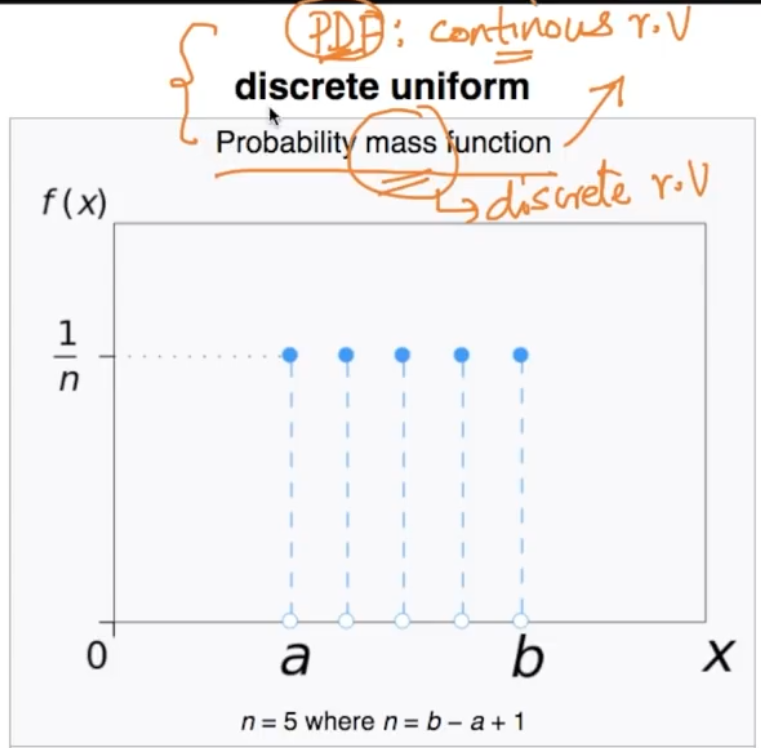 PDF: continous r.v
discrete uniform
Probability mass function
discrete r.v
f(x)
1
n
0 a b x
n = 5 where n = b – a + 1